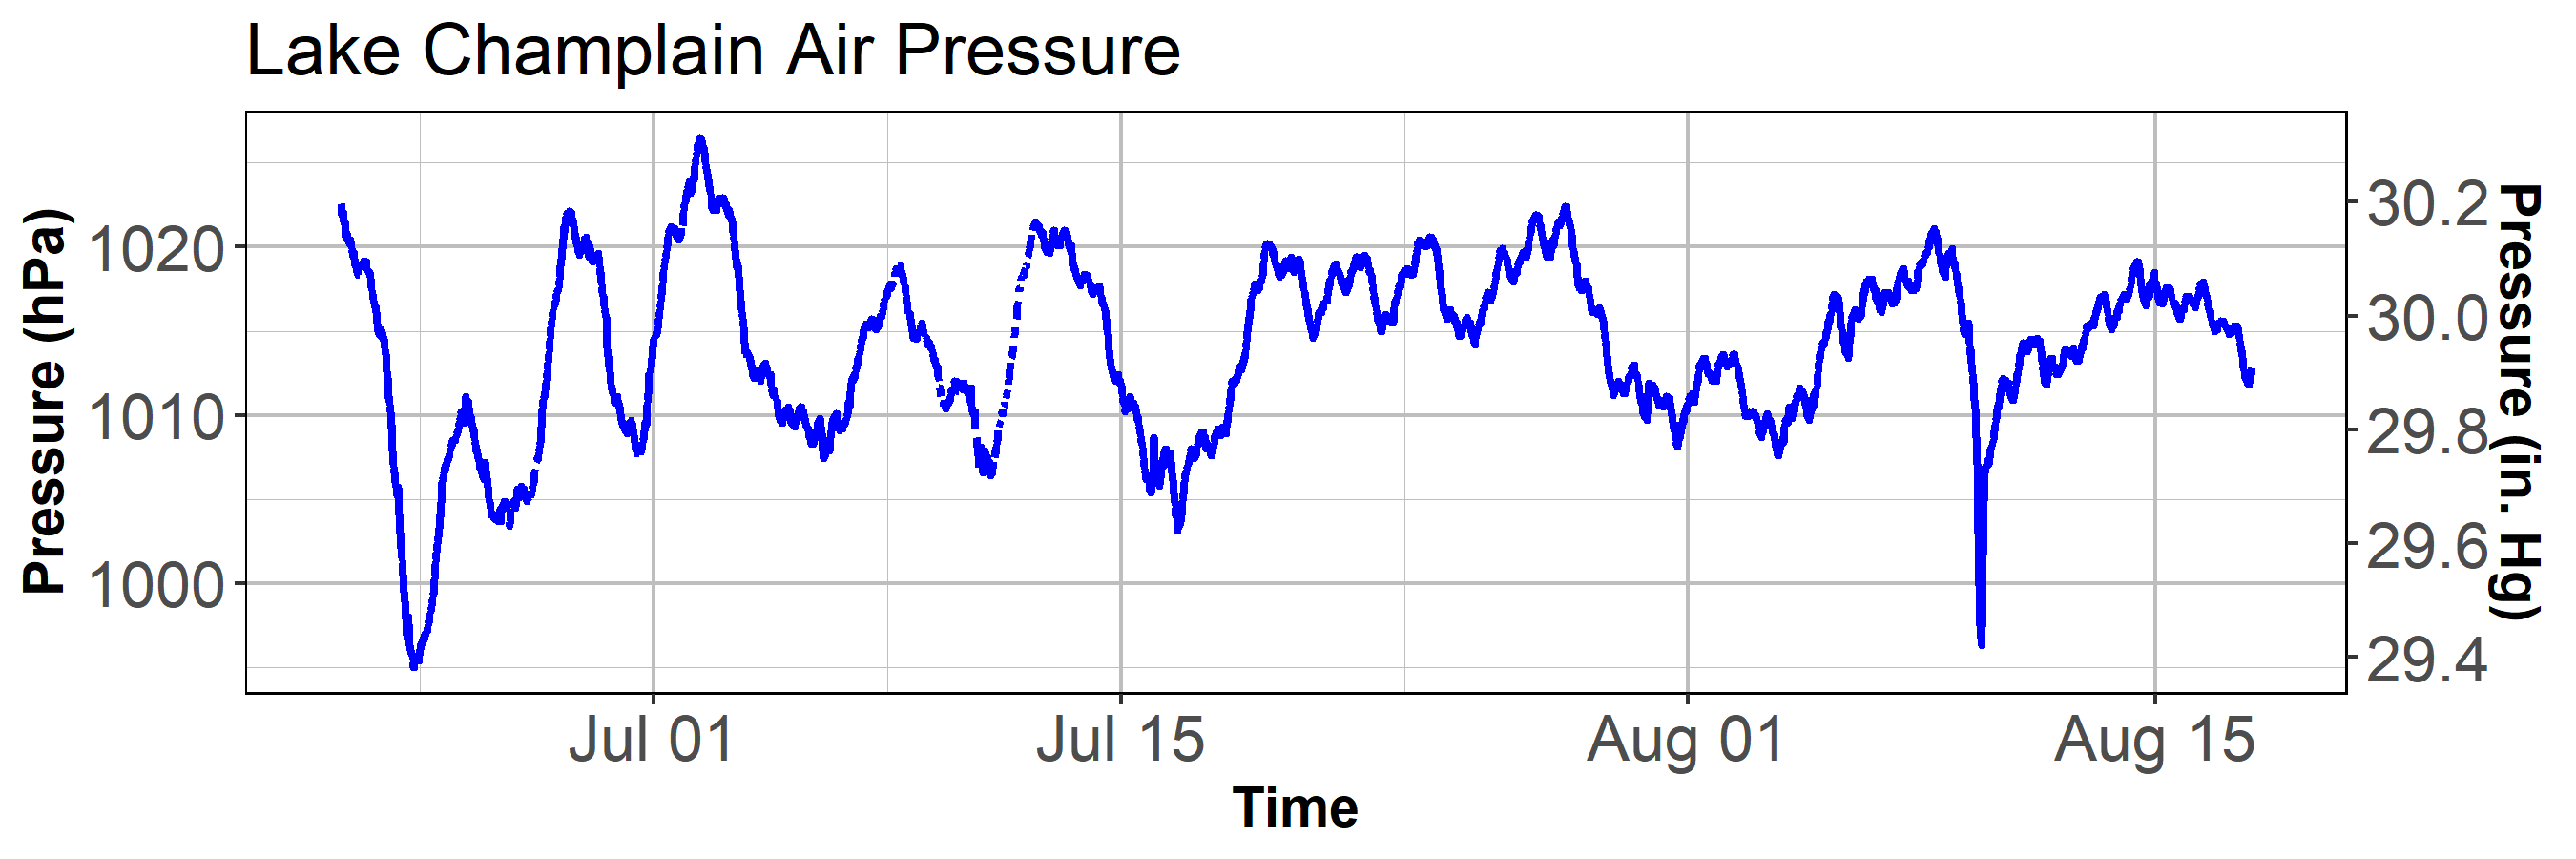 Lake Champlain Air Pressure
Pressure (hPa)
1020
1010
1000
30.2
30.0
29.8
29.6
29.4
Pressure (in. Hg)
Jul 01
Jul 15
Aug 01
Aug 15
Time